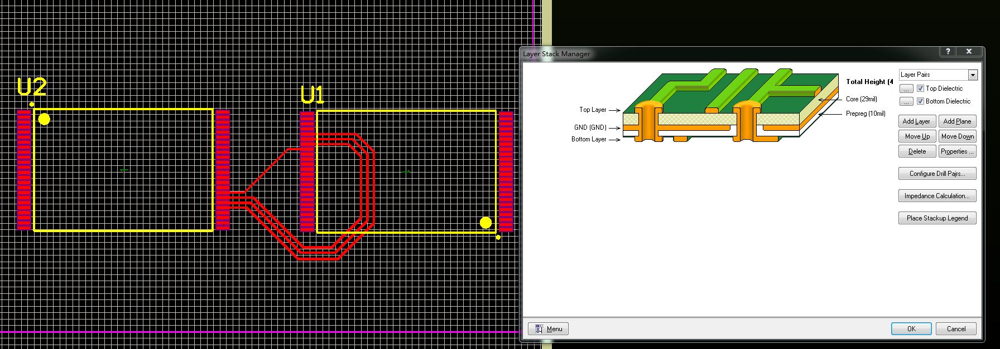 U2
U1
Layer Stack Manager
Top Layer
GND (GND)
Bottom Layer
Total Height (4
Core (29mil)
Prepreg (10mil)
Layer Pairs
... Top Dielectric
... Bottom Dielectric
Add Layer Add Plane
Move Up Move Down
Delete Properties ...
Configure Drill Pairs...
Impedance Calculation...
Place Stackup Legend
Menu OK Cancel